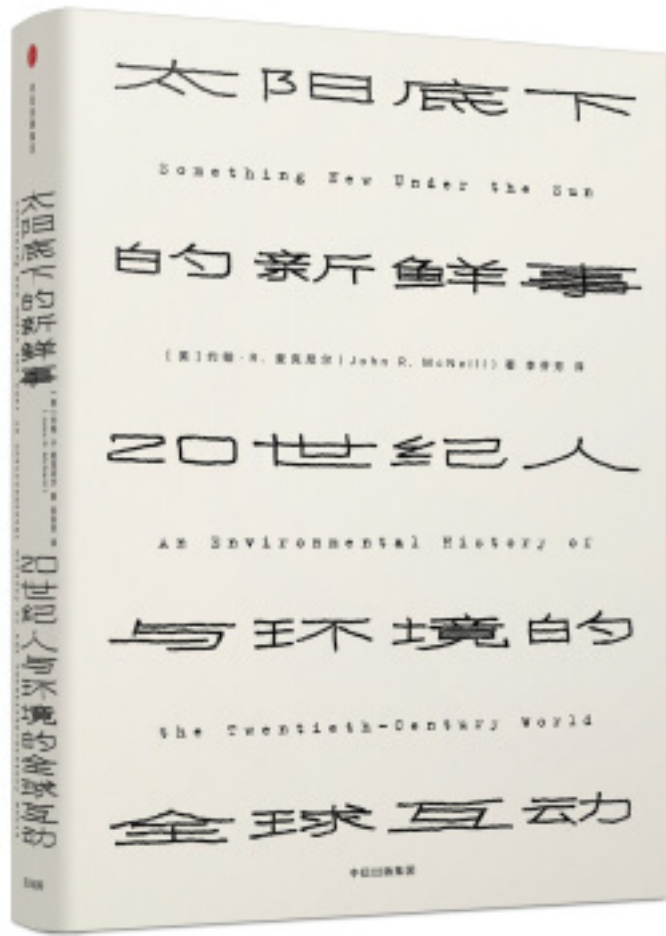 太阳底下
Something New Under the Sun
的新鲜事
[美]约翰·R. 麦克尼尔(John R. McNeill) 著 李芬芳 译
20世纪人
An Environmental History of
与环境的
the Twentieth-Century World
全球互动
中信出版集团
太阳底下的新鲜事
20世纪人与环境的全球互动